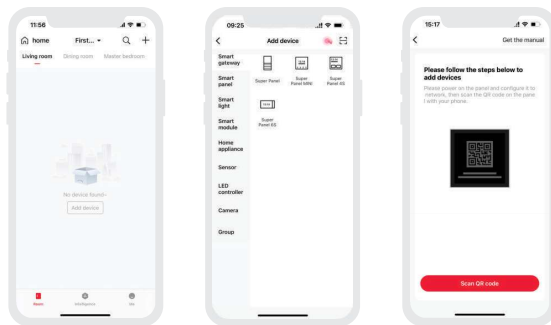 11:56
home
First...
Living room
Dining room
Master bedroom
No device found~
Add device
Room
Intelligence
Me
09:25
Add device
Smart gateway
Smart panel
Smart light
Smart module
Home appliance
Sensor
LED controller
Camera
Group
Super Panel
Super Panel MINI
Super Panel 4S
Super Panel 6S
15:17
Get the manual
Please follow the steps below to
add devices
Please power on the panel and configure it to
network, then scan the QR code on the pane
l with your phone.
Scan QR code